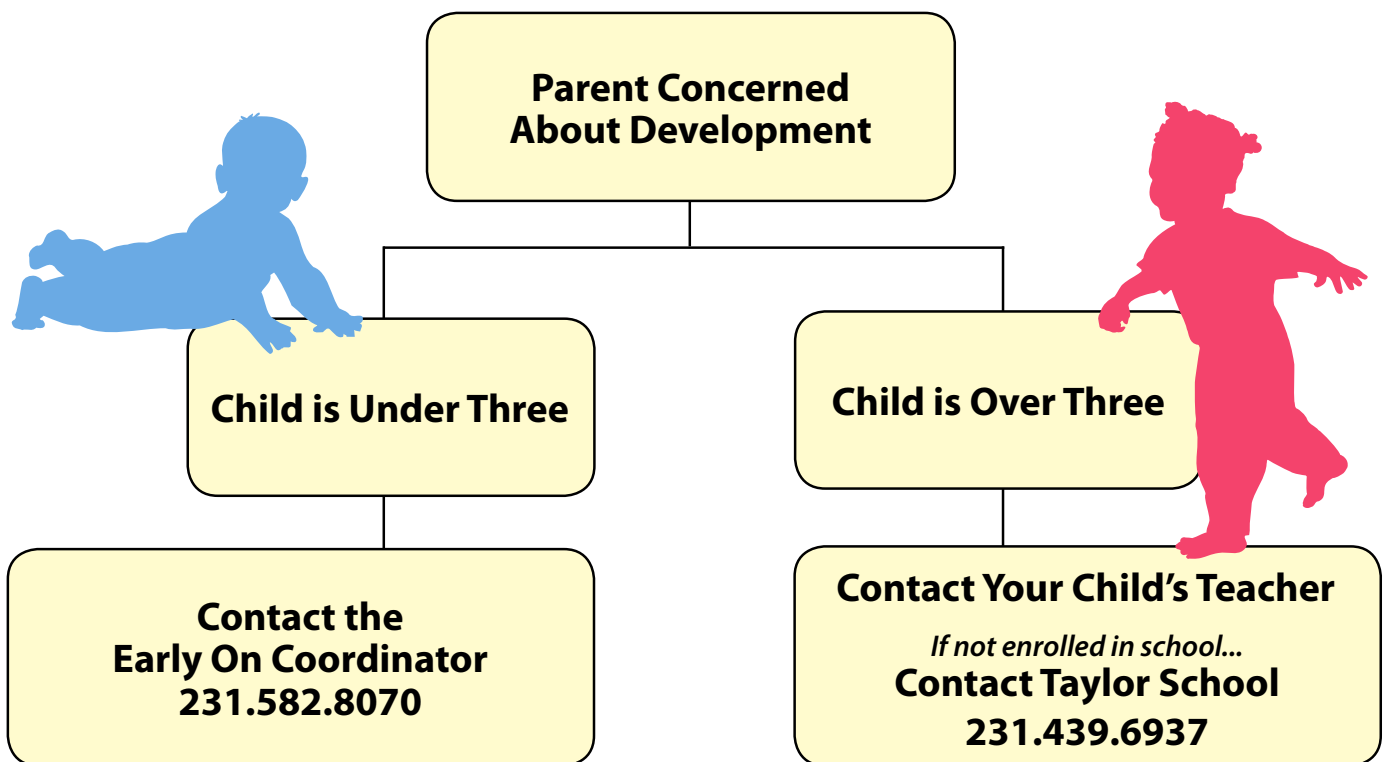 Parent Concerned
About Development
Child is Under Three
Child is Over Three
Contact the
Early On Coordinator
231.582.8070
Contact Your Child’s Teacher
If not enrolled in school...
Contact Taylor School
231.439.6937